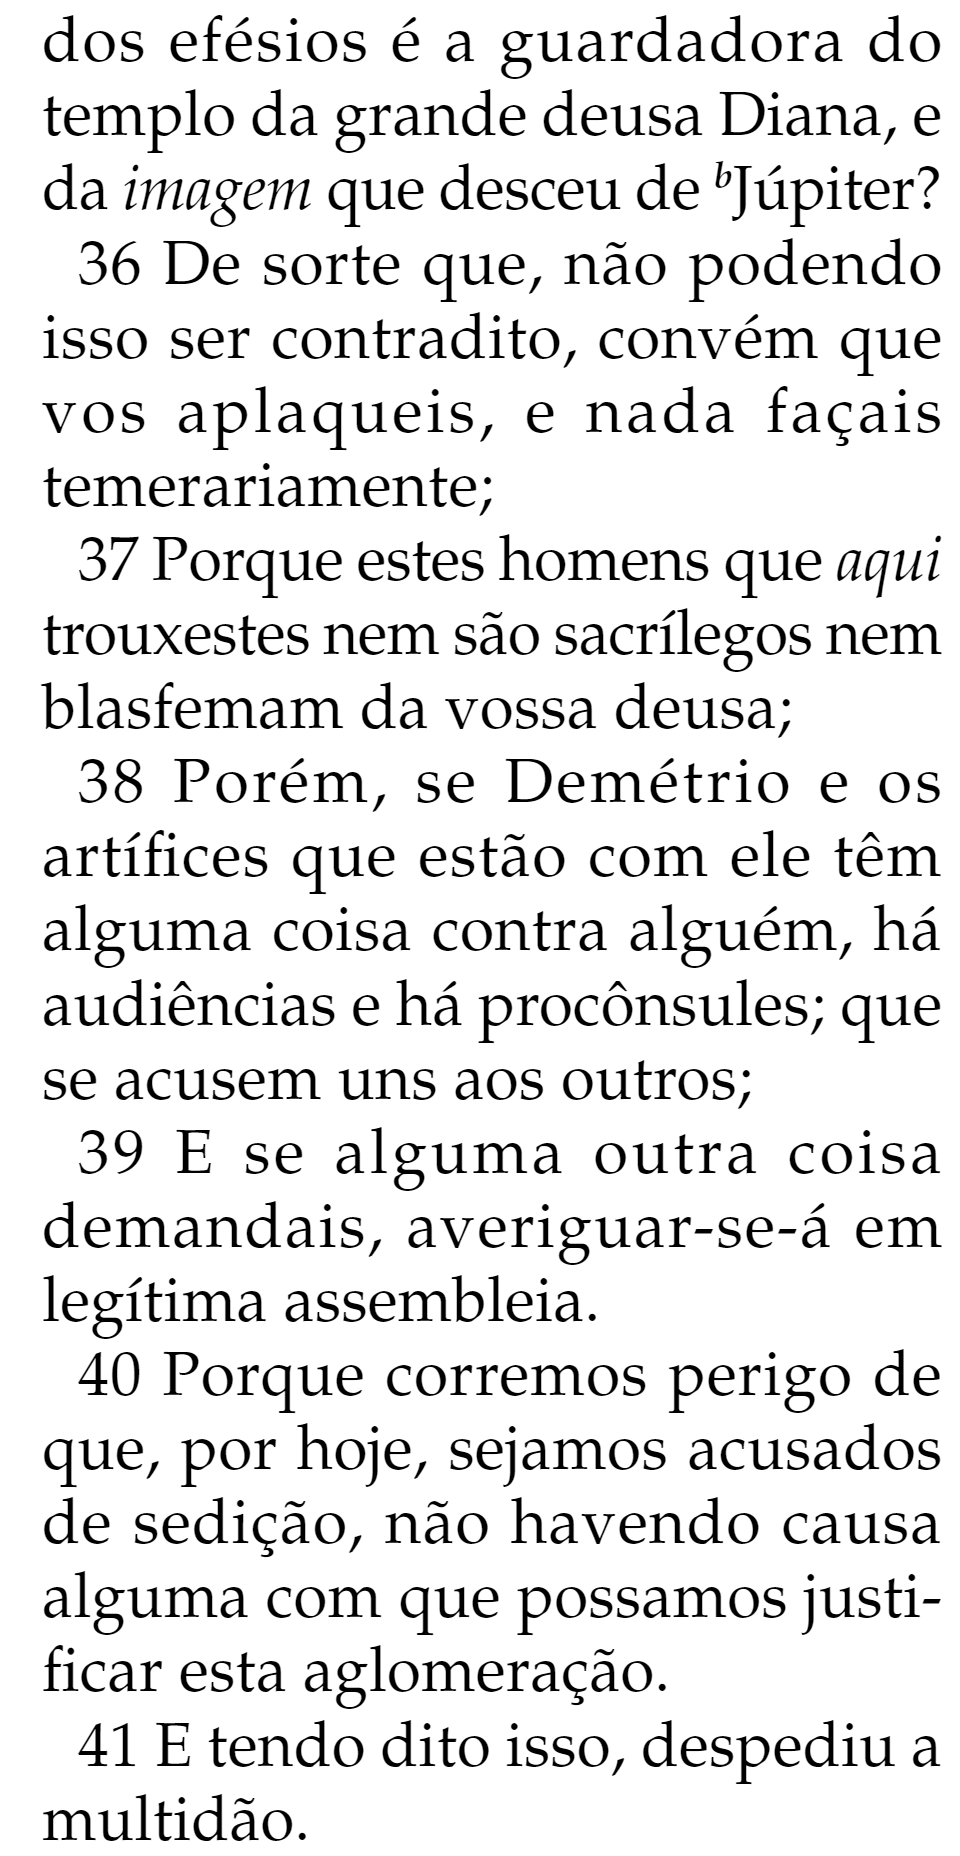 dos efésios é a guardadora do
templo da grande deusa Diana, e
da imagem que desceu de bJúpiter?
36 De sorte que, não podendo
isso ser contradito, convém que
vos aplaqueis, e nada façais
temerariamente;
37 Porque estes homens que aqui
trouxestes nem são sacrílegos nem
blasfemam da vossa deusa;
38 Porém, se Demétrio e os
artífices que estão com ele têm
alguma coisa contra alguém, há
audiências e há procônsules; que
se acusem uns aos outros;
39 E se alguma outra coisa
demandais, averiguar-se-á em
legítima assembleia.
40 Porque corremos perigo de
que, por hoje, sejamos acusados
de sedição, não havendo causa
alguma com que possamos justi-
ficar esta aglomeração.
41 E tendo dito isso, despediu a
multidão.